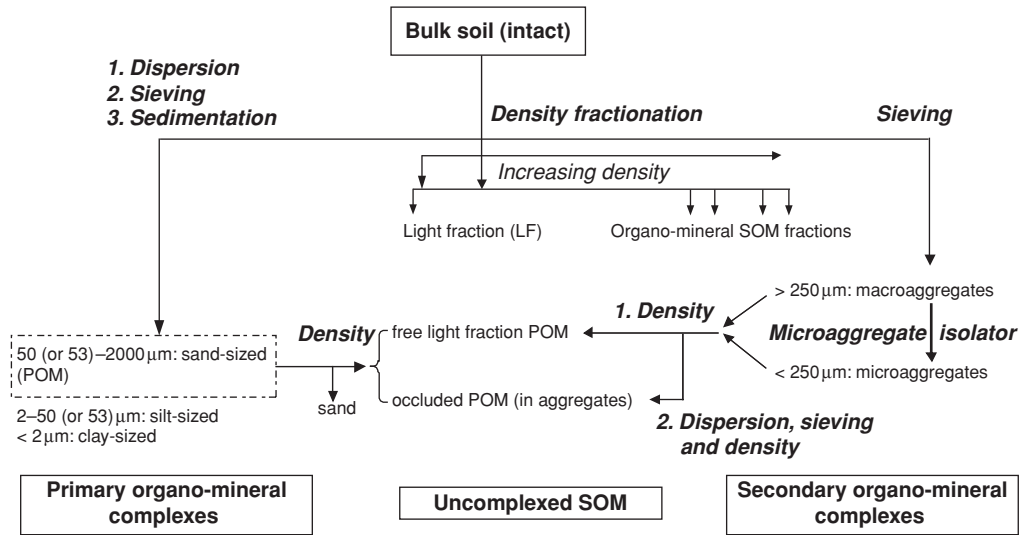 Bulk soil (intact)
1. Dispersion
2. Sieving
3. Sedimentation
Density fractionation
Sieving
Increasing density
Light fraction (LF)
Organo-mineral SOM fractions
> 250 µm: macroaggregates
Microaggregate isolator
< 250 µm: microaggregates
1. Density
Density
free light fraction POM
50 (or 53)–2000 µm: sand-sized
(POM)
sand
occluded POM (in aggregates)
2–50 (or 53) µm: silt-sized
< 2 µm: clay-sized
2. Dispersion, sieving
and density
Primary organo-mineral
complexes
Uncomplexed SOM
Secondary organo-mineral
complexes